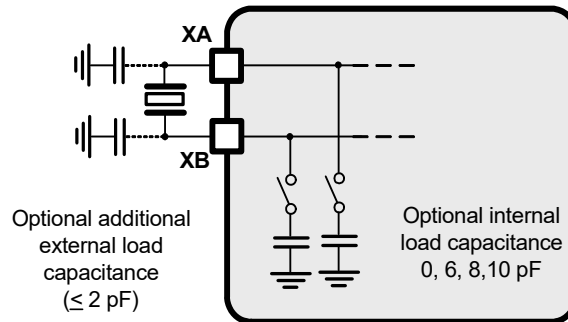 XA
XB
Optional additional
external load
capacitance
(≤ 2 pF)
Optional internal
load capacitance
0, 6, 8,10 pF